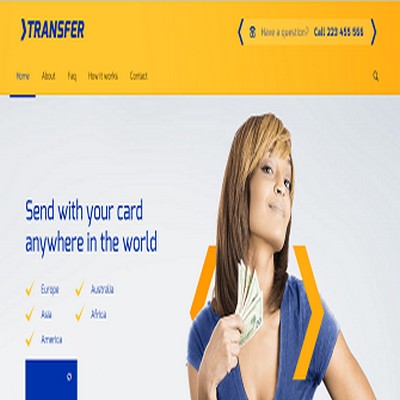 TRANSFER
Have a question? Call 223 455 566
Home About Faq How it works Contact
Send with your card
anywhere in the world
Europe Australia
Asia Africa
America